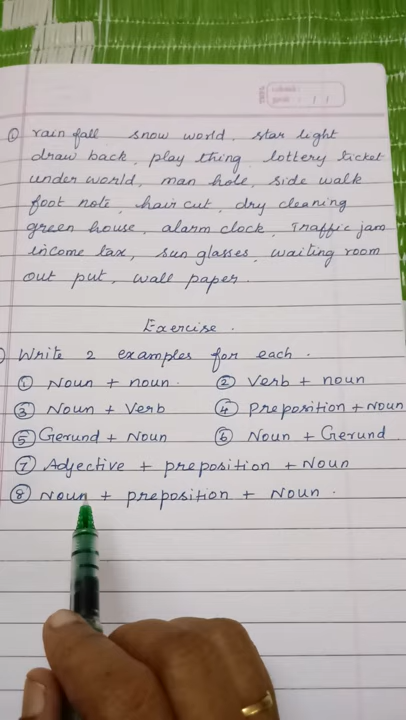 ① rain fall snow world, star light
draw back, play thing, lottery ticket
under world, man hole, side walk
foot note, hair cut, dry cleaning
green house, alarm clock, Traffic jam
income tax, sun glasses, waiting room
out put, wall paper.
Exercise.
Write 2 examples for each.
① Noun + noun. ② Verb + noun
③ Noun + Verb ④ Preposition + Noun
⑤ Gerund + Noun ⑥ Noun + Gerund
⑦ Adjective + preposition + Noun
⑧ Noun + preposition + Noun.